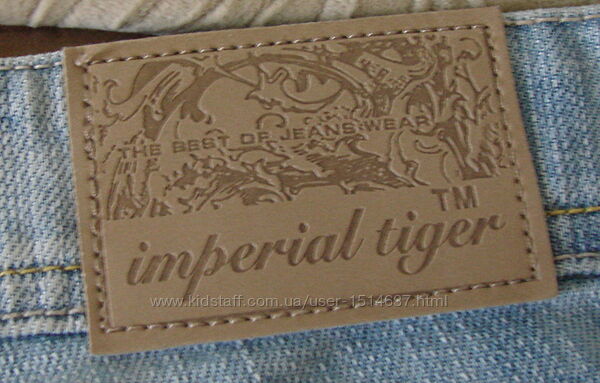 THE BEST OF JEANS WEAR
TM
imperial tiger
www.kidstaff.com.ua/user-1514687.html